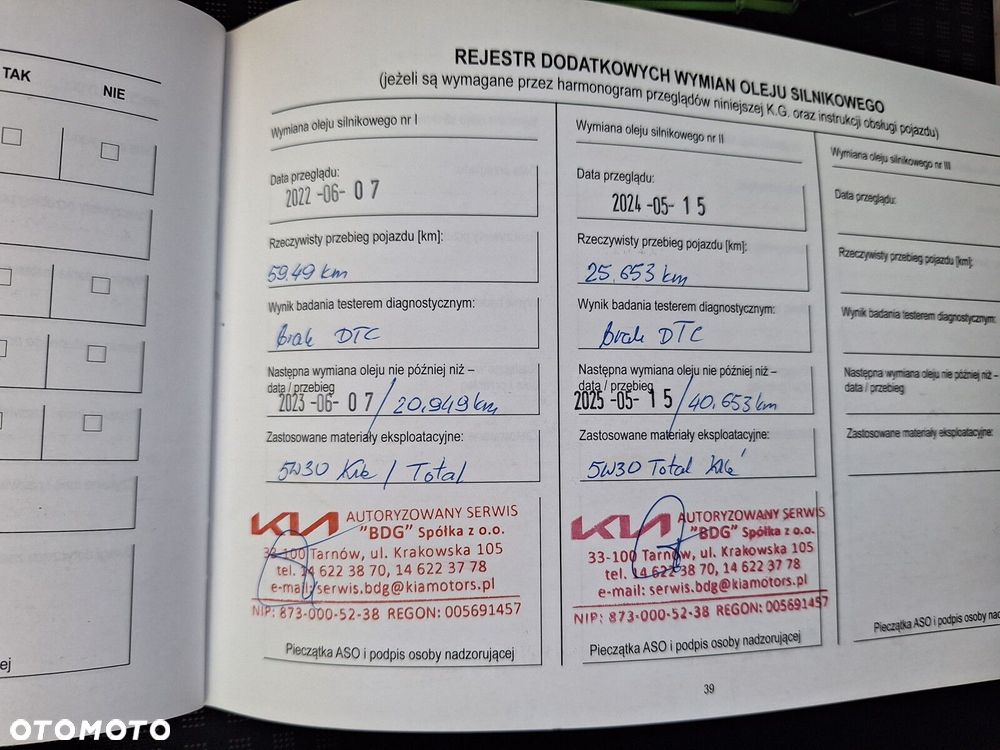 TAK
NIE
ej
REJESTR DODATKOWYCH WYMIAN OLEJU SILNIKOWEGO
(jeżeli są wymagane przez harmonogram przeglądów niniejszej K.G. oraz instrukcji obsługi pojazdu)
Wymiana oleju silnikowego nr I
Data przeglądu:
2022-06-07
Rzeczywisty przebieg pojazdu [km]:
5949 km
Wynik badania testerem diagnostycznym:
Brak DTC
Następna wymiana oleju nie później niż –
data / przebieg
2023-06-07 / 20.949 km
Zastosowane materiały eksploatacyjne:
5W30 / Total
KIA AUTORYZOWANY SERWIS
"BDG" Spółka z o.o.
33-100 Tarnów, ul. Krakowska 105
tel. 14 622 38 70, 14 622 37 78
e-mail: serwis.bdg@kiamotors.pl
NIP: 873-000-52-38 REGON: 005691457
Pieczątka ASO i podpis osoby nadzorującej
Wymiana oleju silnikowego nr II
Data przeglądu:
2024-05-15
Rzeczywisty przebieg pojazdu [km]:
25.653 km
Wynik badania testerem diagnostycznym:
Brak DTC
Następna wymiana oleju nie później niż –
data / przebieg
2025-05-15 / 40.653 km
Zastosowane materiały eksploatacyjne:
5W30 Total
KIA AUTORYZOWANY SERWIS
"BDG" Spółka z o.o.
33-100 Tarnów, ul. Krakowska 105
tel. 14 622 38 70, 14 622 37 78
e-mail: serwis.bdg@kiamotors.pl
NIP: 873-000-52-38 REGON: 005691457
Pieczątka ASO i podpis osoby nadzorującej
Wymiana oleju silnikowego nr III
Data przeglądu:
Rzeczywisty przebieg pojazdu [km]:
Wynik badania testerem diagnostycznym:
Następna wymiana oleju nie później niż –
data / przebieg
Zastosowane materiały eksploatacyjne:
Pieczątka ASO i podpis osoby
39
OTOMOTO